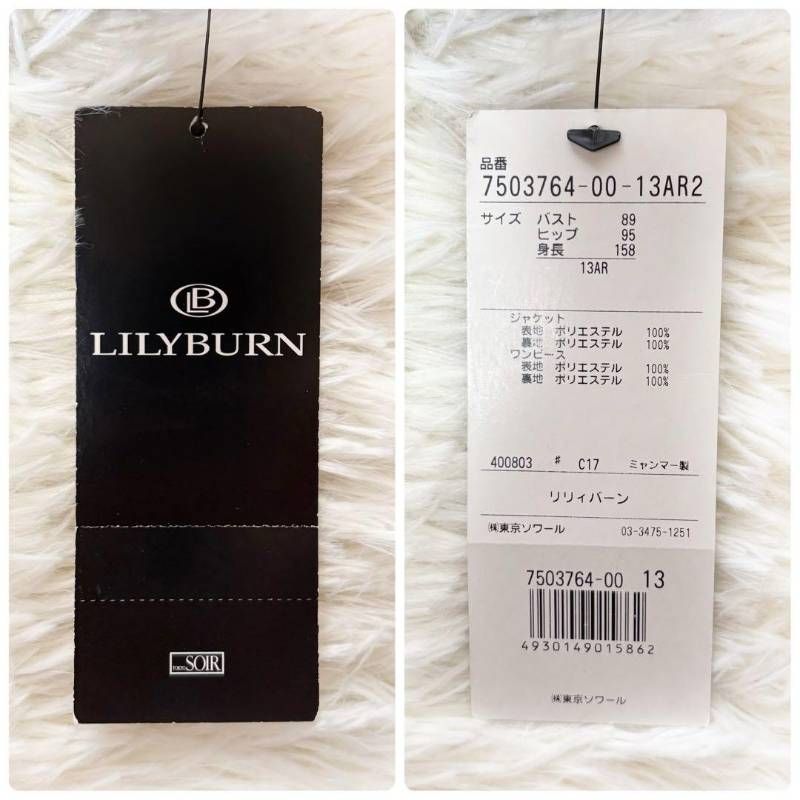 LB
LILYBURN
TOKYO SOIR
品番
7503764-00-13AR2
サイズ バスト 89
ヒップ 95
身長 158
13AR
ジャケット
表地 ポリエステル 100%
裏地 ポリエステル 100%
ワンピース
表地 ポリエステル 100%
裏地 ポリエステル 100%
400803 # C17 ミャンマー製
リリィバーン
㈱東京ソワール 03-3475-1251
7503764-00 13
4930149015862
㈱東京ソワール